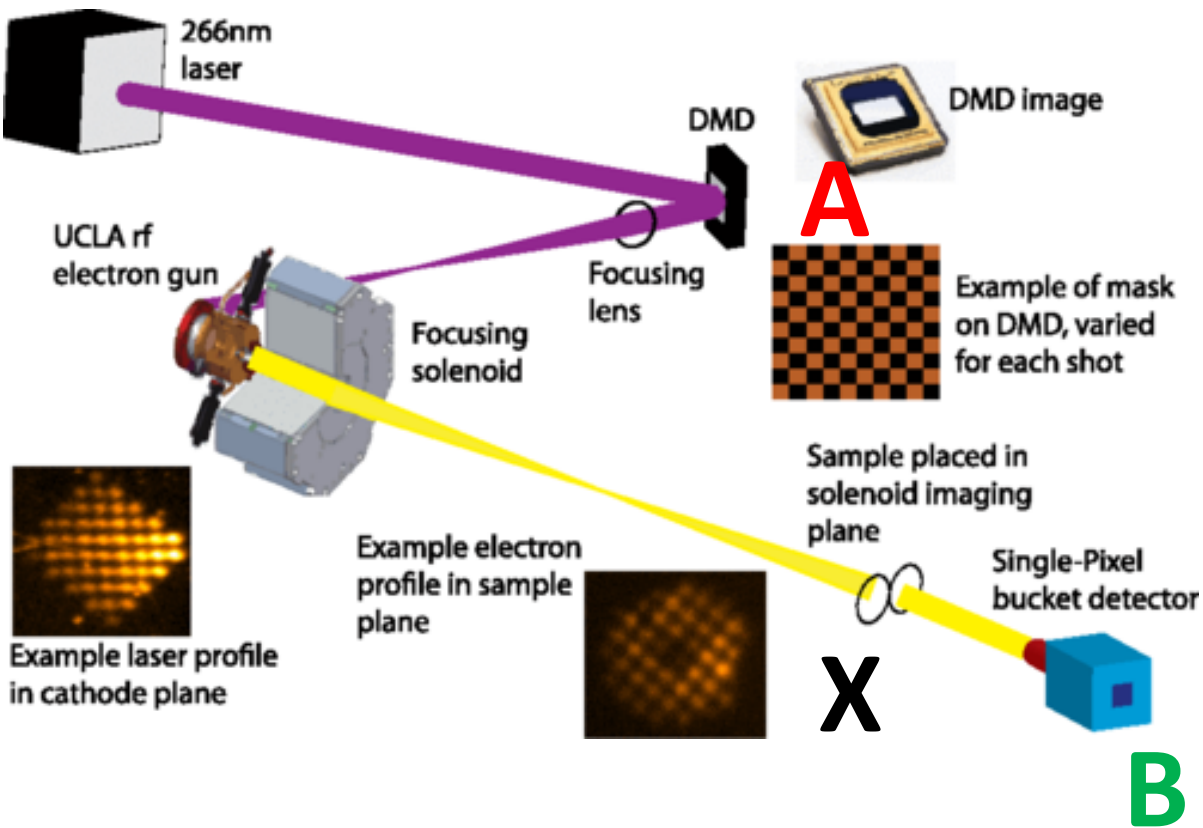 266nm
laser
DMD
DMD image
A
UCLA rf
electron gun
Focusing
lens
Focusing
solenoid
Example of mask
on DMD, varied
for each shot
Sample placed in
solenoid imaging
plane
Example electron
profile in sample
plane
Single-Pixel
bucket detector
Example laser profile
in cathode plane
X
B